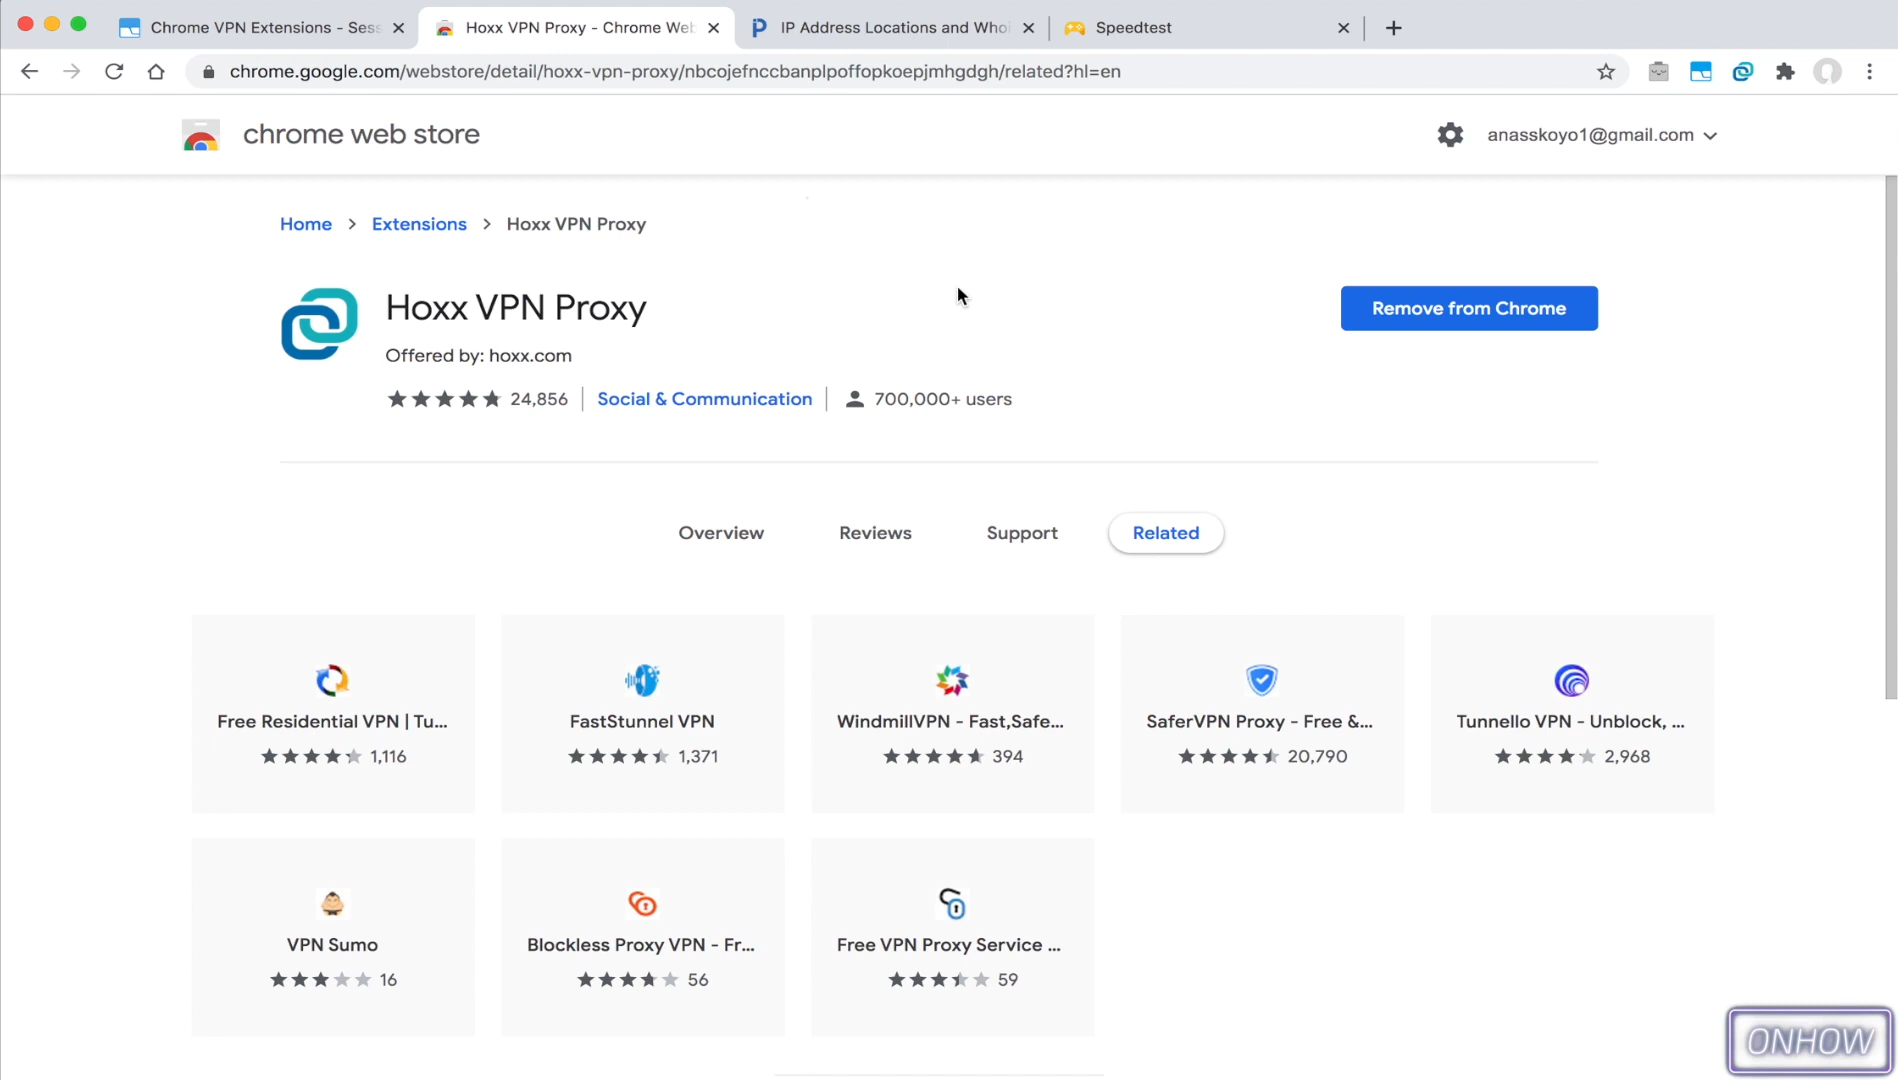 Chrome VPN Extensions - Sess
Hoxx VPN Proxy - Chrome Web
IP Address Locations and Whoi
Speedtest
chrome.google.com/webstore/detail/hoxx-vpn-proxy/nbcojefnccbanplpoffopkoepjmhgdgh/related?hl=en
chrome web store
anasskoyo1@gmail.com
Home > Extensions > Hoxx VPN Proxy
Hoxx VPN Proxy
Remove from Chrome
Offered by: hoxx.com
24,856 | Social & Communication | 700,000+ users
Overview
Reviews
Support
Related
Free Residential VPN | Tu...
1,116
FastStunnel VPN
1,371
WindmillVPN - Fast,Safe...
394
SaferVPN Proxy - Free &...
20,790
Tunnello VPN - Unblock, ...
2,968
VPN Sumo
16
Blockless Proxy VPN - Fr...
56
Free VPN Proxy Service ...
59
ONHOW